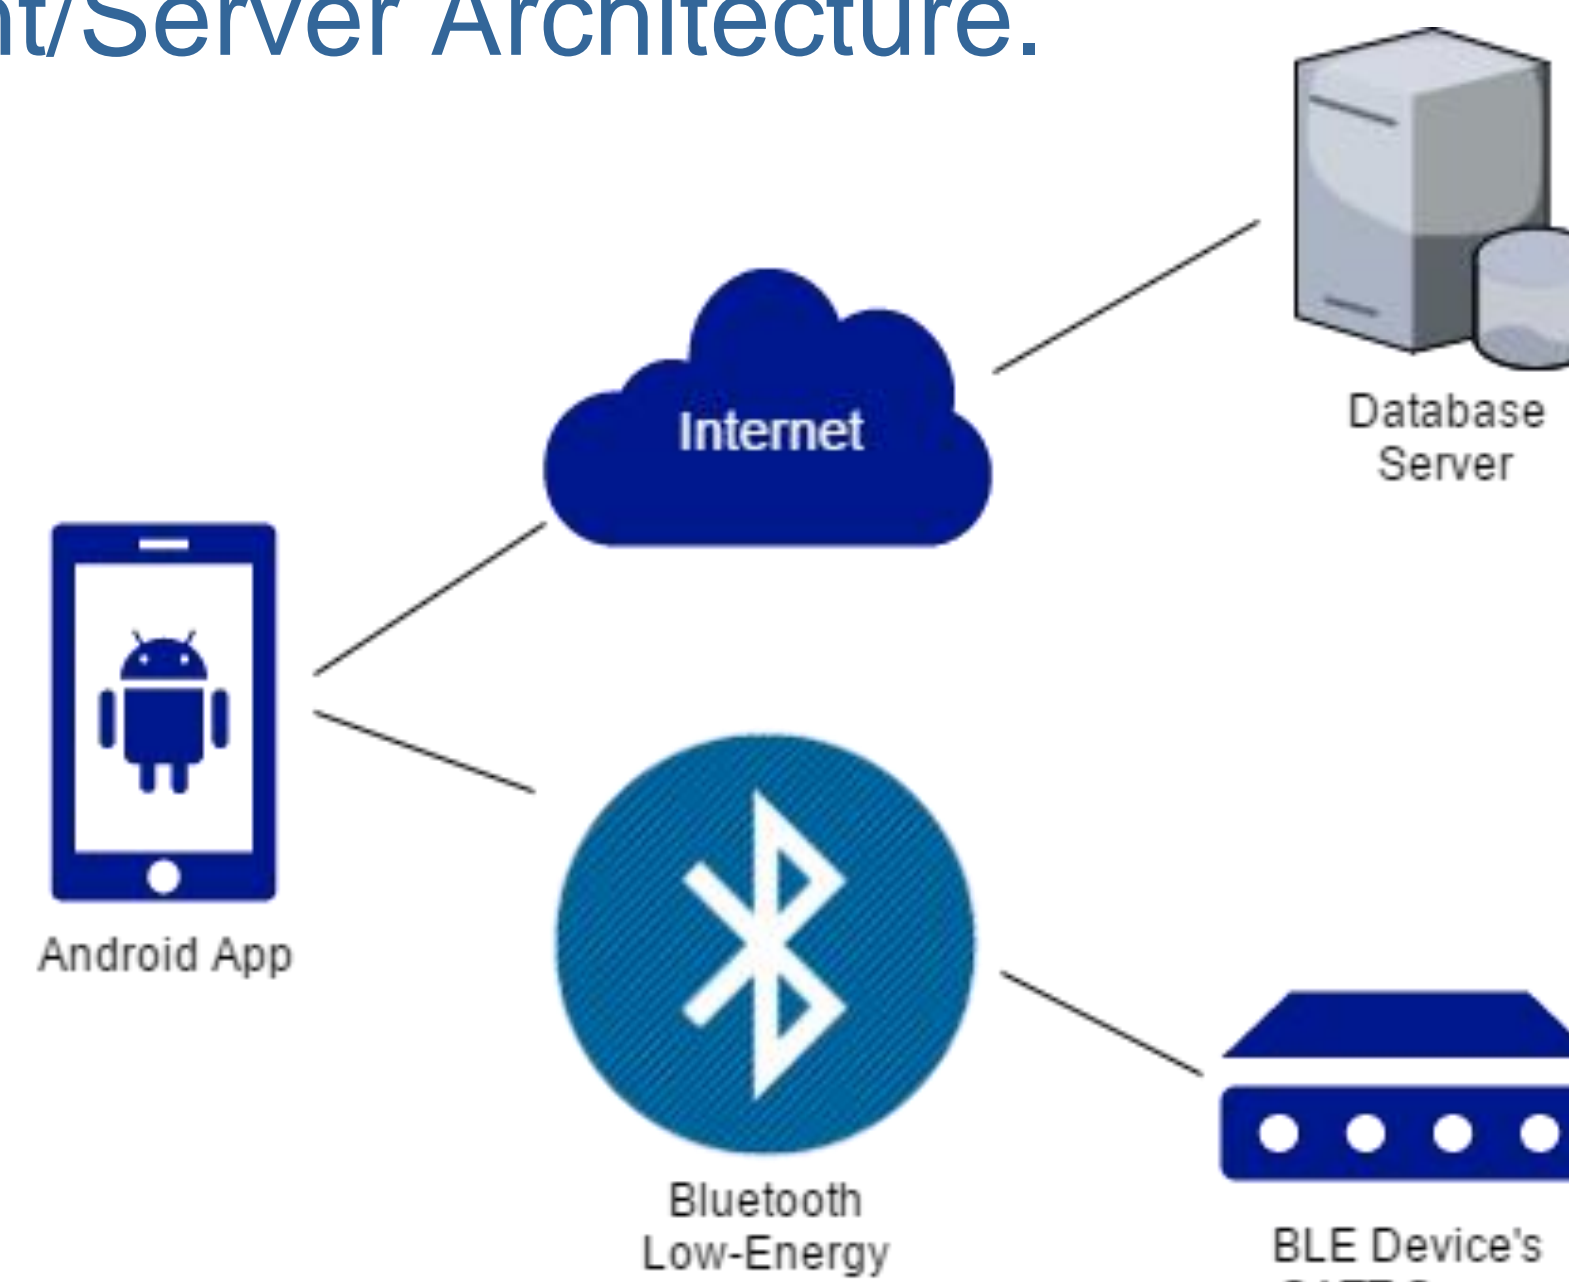 nt/Server Architecture.
Internet
Database
Server
Android App
Bluetooth
Low-Energy
BLE Device's